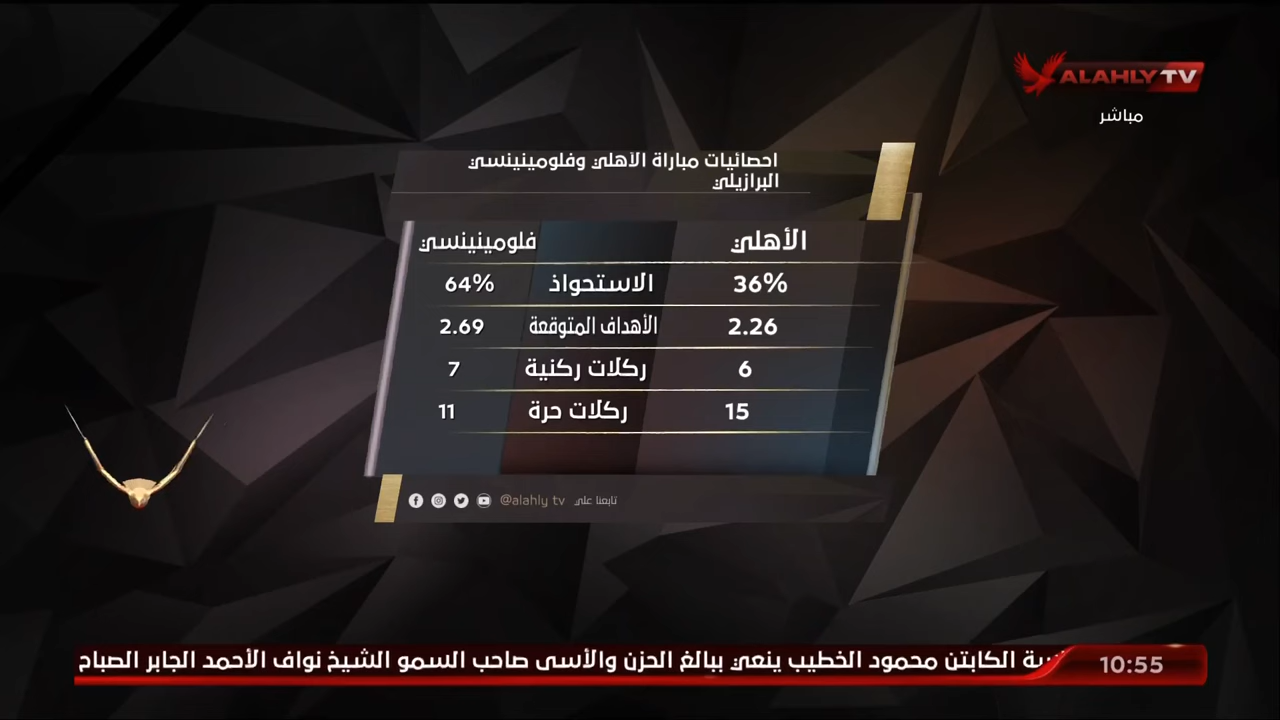 ALAHLY TV
مباشر
احصائيات مباراة الأهلي وفلومينينسي
البرازيلي
الأهلي فلومينينسي
36% الاستحواذ 64%
2.26 الأهداف المتوقعة 2.69
6 ركلات ركنية 7
15 ركلات حرة 11
تابعنا علي @alahly tv
10:55
الكابتن محمود الخطيب ينعي ببالغ الحزن والأسى صاحب السمو الشيخ نواف الأحمد الجابر الصباح